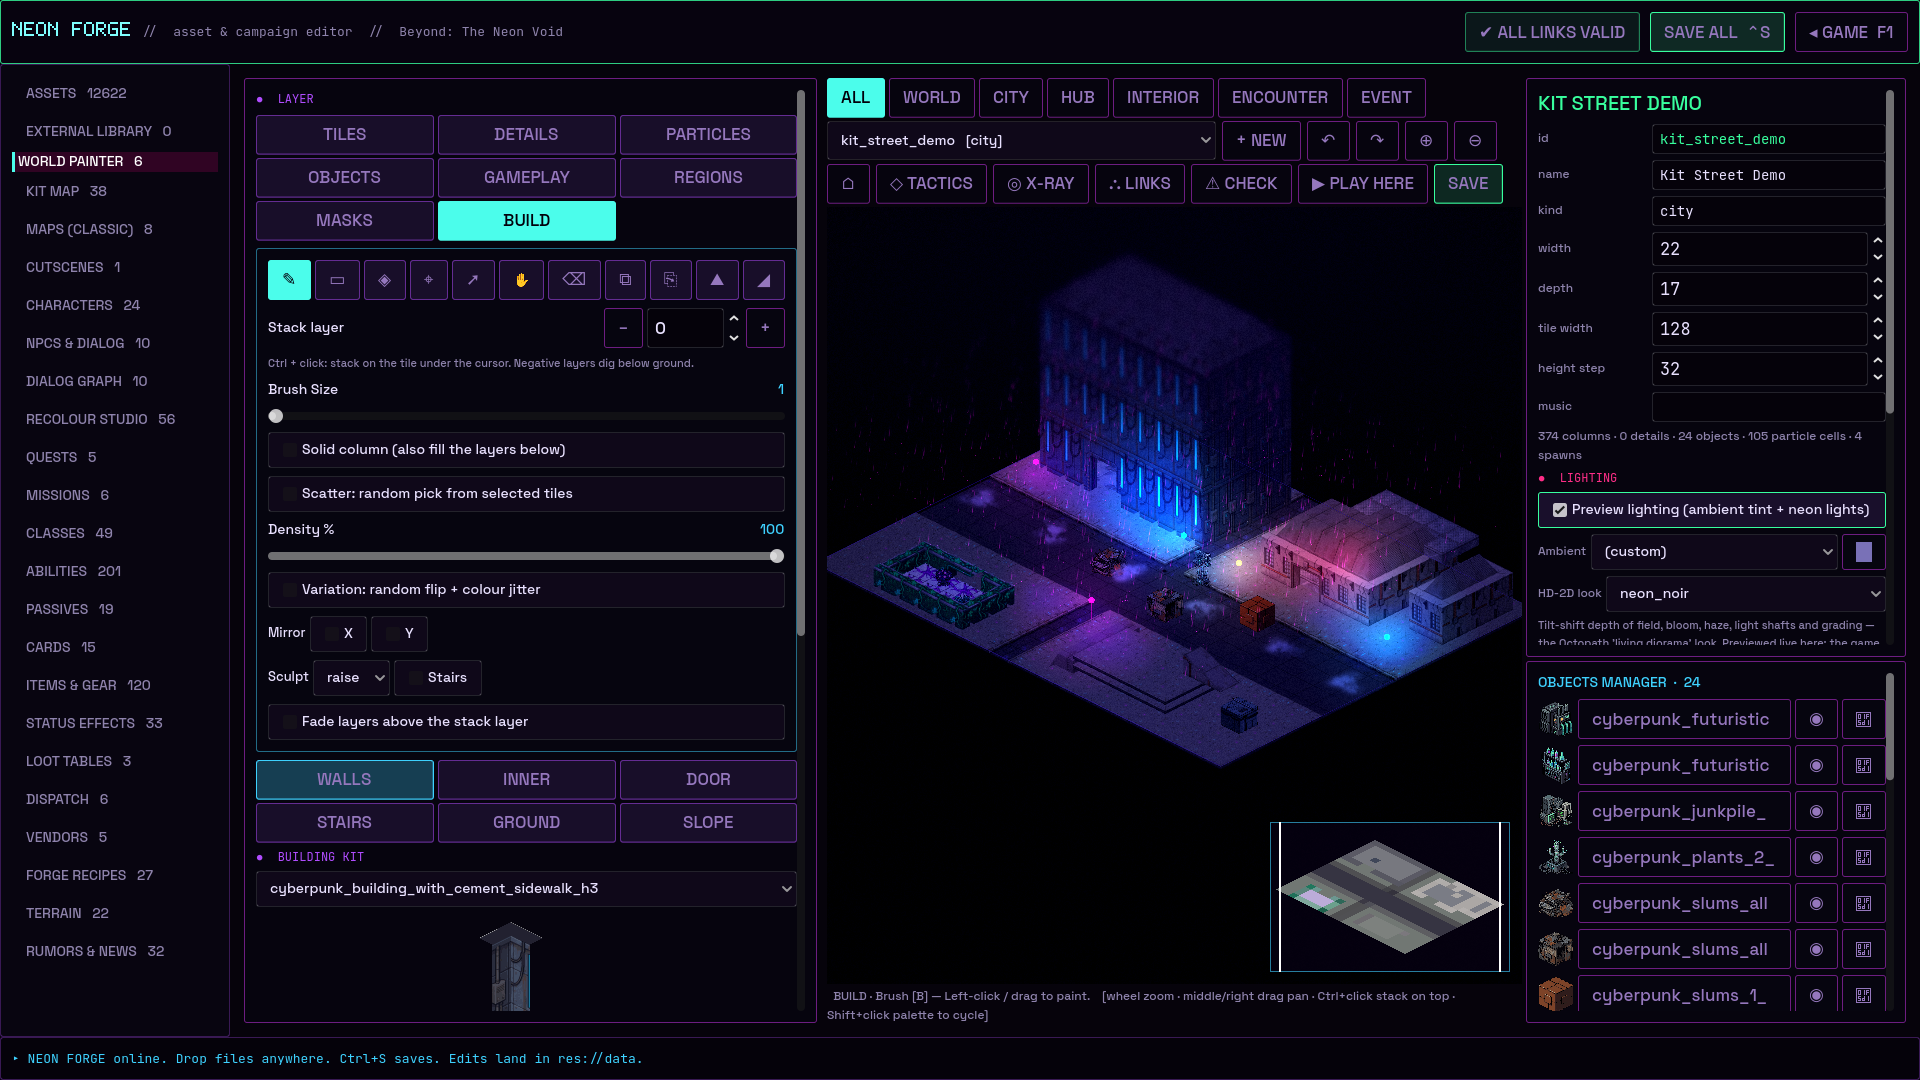 NEON FORGE // asset & campaign editor // Beyond: The Neon Void
✔ ALL LINKS VALID
SAVE ALL ^S
◂ GAME F1
ASSETS 12622
EXTERNAL LIBRARY 0
WORLD PAINTER 6
KIT MAP 38
MAPS (CLASSIC) 8
CUTSCENES 1
CHARACTERS 24
NPCS & DIALOG 10
DIALOG GRAPH 10
RECOLOUR STUDIO 56
QUESTS 5
MISSIONS 6
CLASSES 49
ABILITIES 201
PASSIVES 19
CARDS 15
ITEMS & GEAR 120
STATUS EFFECTS 33
LOOT TABLES 3
DISPATCH 6
VENDORS 5
FORGE RECIPES 27
TERRAIN 22
RUMORS & NEWS 32
LAYER
TILES DETAILS PARTICLES
OBJECTS GAMEPLAY REGIONS
MASKS BUILD
Stack layer − 0 +
Ctrl + click: stack on the tile under the cursor. Negative layers dig below ground.
Brush Size 1
Solid column (also fill the layers below)
Scatter: random pick from selected tiles
Density % 100
Variation: random flip + colour jitter
Mirror X Y
Sculpt raise Stairs
Fade layers above the stack layer
WALLS INNER DOOR
STAIRS GROUND SLOPE
BUILDING KIT
cyberpunk_building_with_cement_sidewalk_h3
ALL WORLD CITY HUB INTERIOR ENCOUNTER EVENT
kit_street_demo [city] + NEW
◇ TACTICS ◎ X-RAY ∴ LINKS ⚠ CHECK ▶ PLAY HERE SAVE
BUILD · Brush [B] — Left-click / drag to paint. [wheel zoom · middle/right drag pan · Ctrl+click stack on top ·
Shift+click palette to cycle]
KIT STREET DEMO
id kit_street_demo
name Kit Street Demo
kind city
width 22
depth 17
tile width 128
height step 32
music
374 columns · 0 details · 24 objects · 105 particle cells · 4
spawns
LIGHTING
Preview lighting (ambient tint + neon lights)
Ambient (custom)
HD-2D look neon_noir
Tilt-shift depth of field, bloom, haze, light shafts and grading —
the Octopath 'living diorama' look. Previewed live here; the game
OBJECTS MANAGER · 24
cyberpunk_futuristic
cyberpunk_futuristic
cyberpunk_junkpile_
cyberpunk_plants_2_
cyberpunk_slums_all
cyberpunk_slums_all
cyberpunk_slums_1_
▸ NEON FORGE online. Drop files anywhere. Ctrl+S saves. Edits land in res://data.